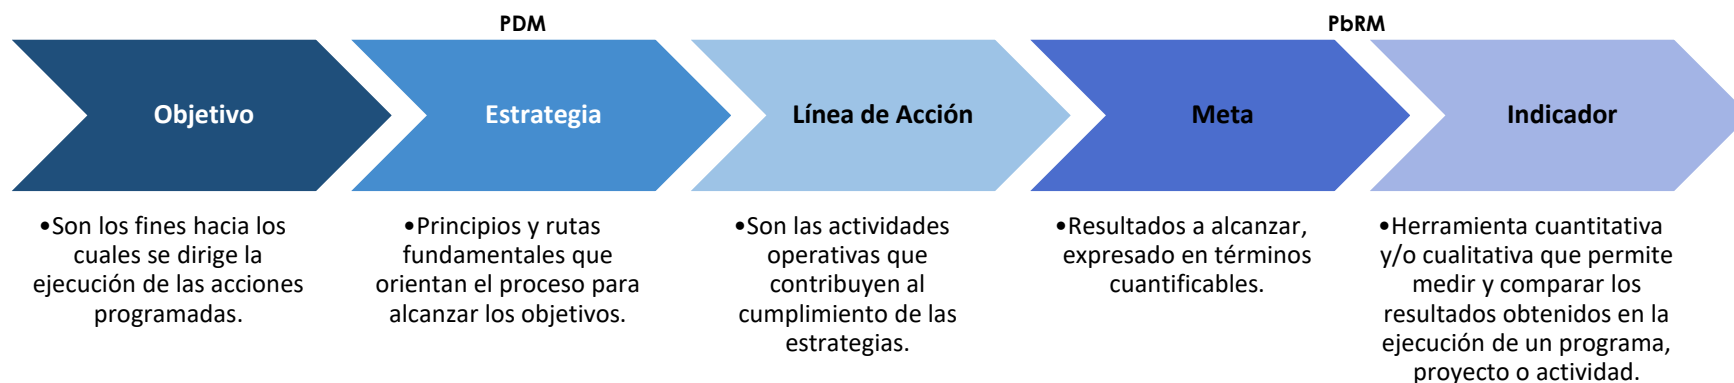 PDM
PbRM
Objetivo
Estrategia
Línea de Acción
Meta
Indicador
•Son los fines hacia los
cuales se dirige la
ejecución de las acciones
programadas.
•Principios y rutas
fundamentales que
orientan el proceso para
alcanzar los objetivos.
•Son las actividades
operativas que
contribuyen al
cumplimiento de las
estrategias.
•Resultados a alcanzar,
expresado en términos
cuantificables.
•Herramienta cuantitativa
y/o cualitativa que permite
medir y comparar los
resultados obtenidos en la
ejecución de un programa,
proyecto o actividad.